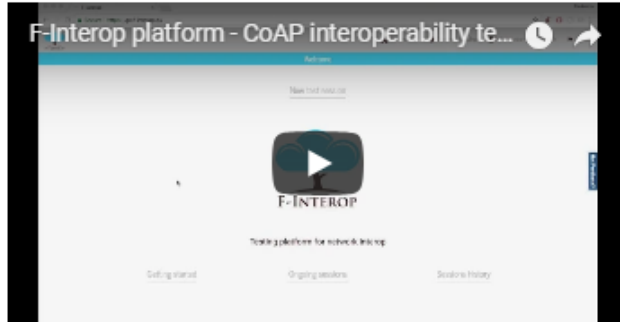 F-Interop platform - CoAP interoperability te...
Welcome
New test session
F-INTEROP
Testing platform for network interop
Getting started
Ongoing sessions
Sessions history